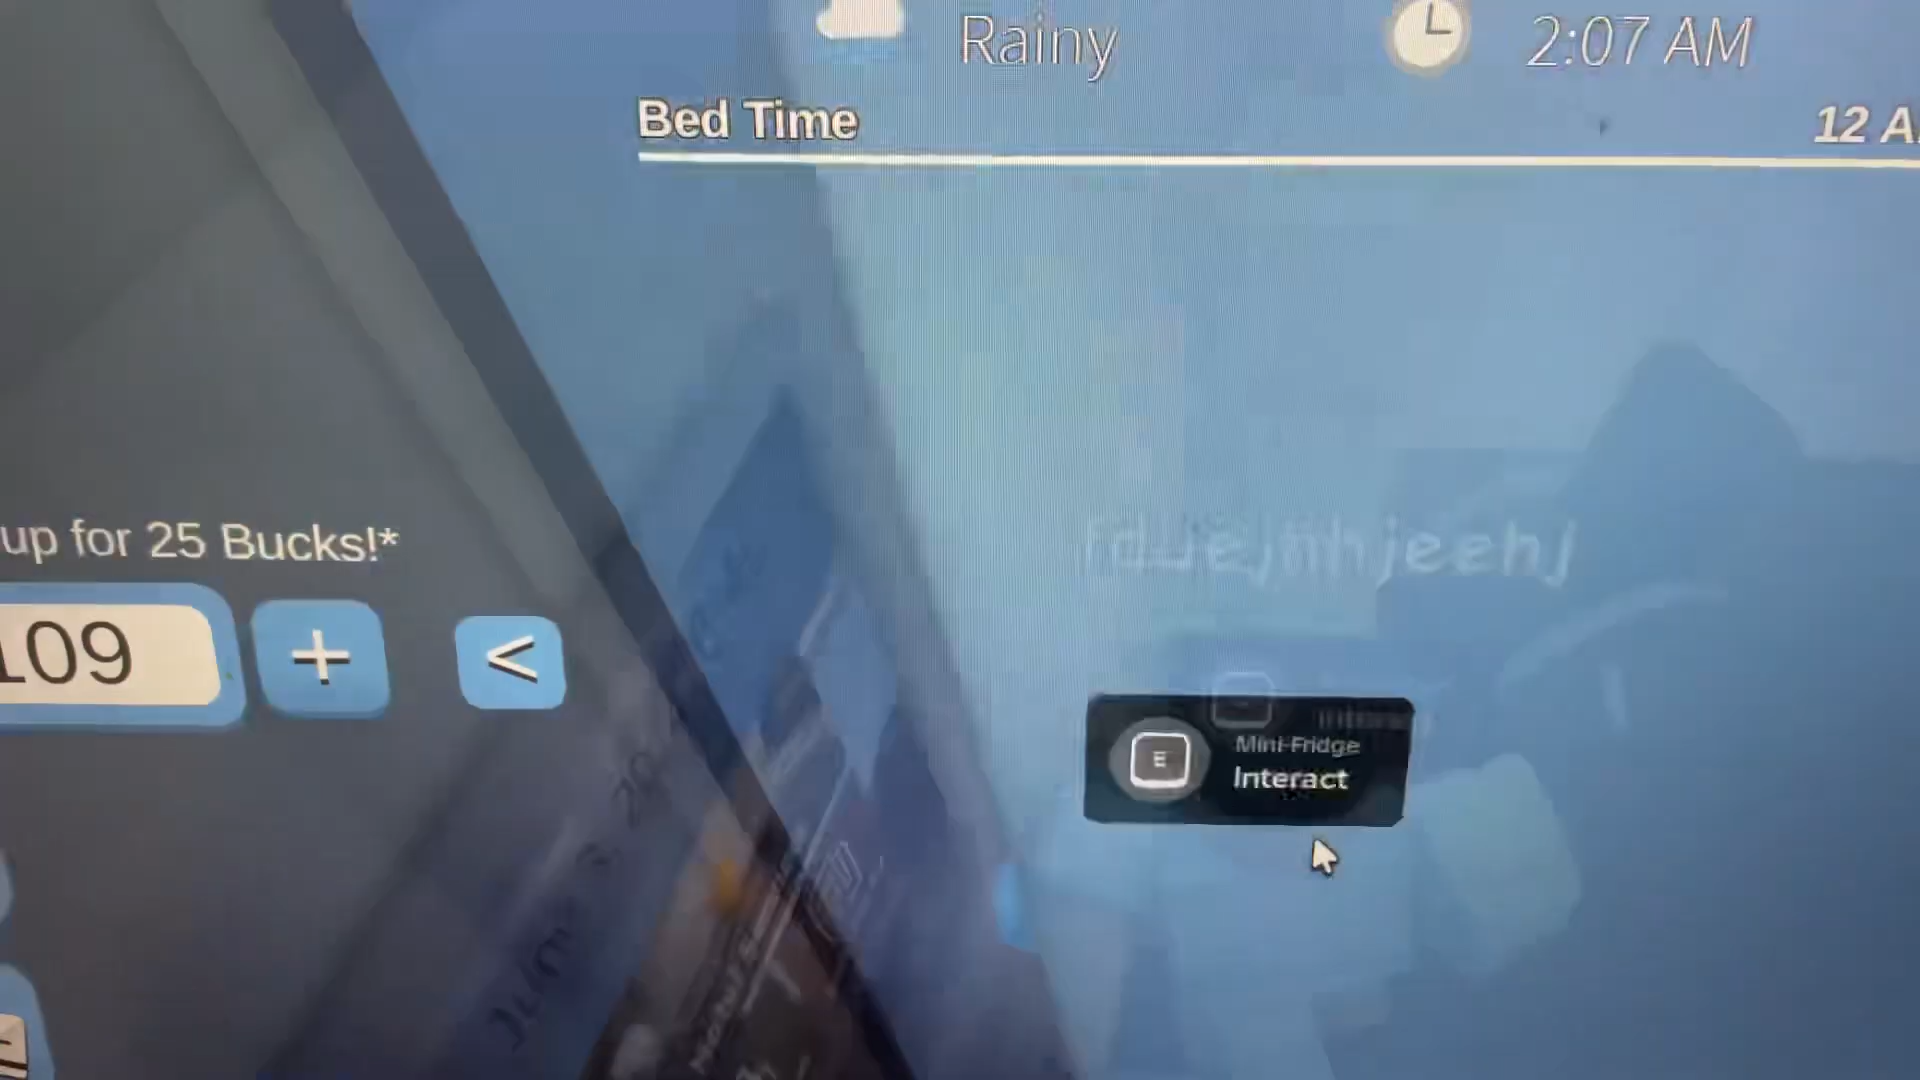 Rainy
2:07 AM
Bed Time
12 A
up for 25 Bucks!*
109
+
<
E
Mini Fridge
Interact